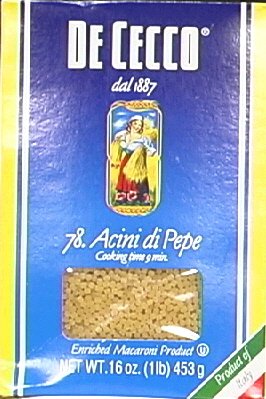 DE CECCO®
dal 1887
78. Acini di Pepe
Cooking time 9 min.
Enriched Macaroni Product Ⓤ
NET WT. 16 oz. (1lb) 453 g
Product of
Italy